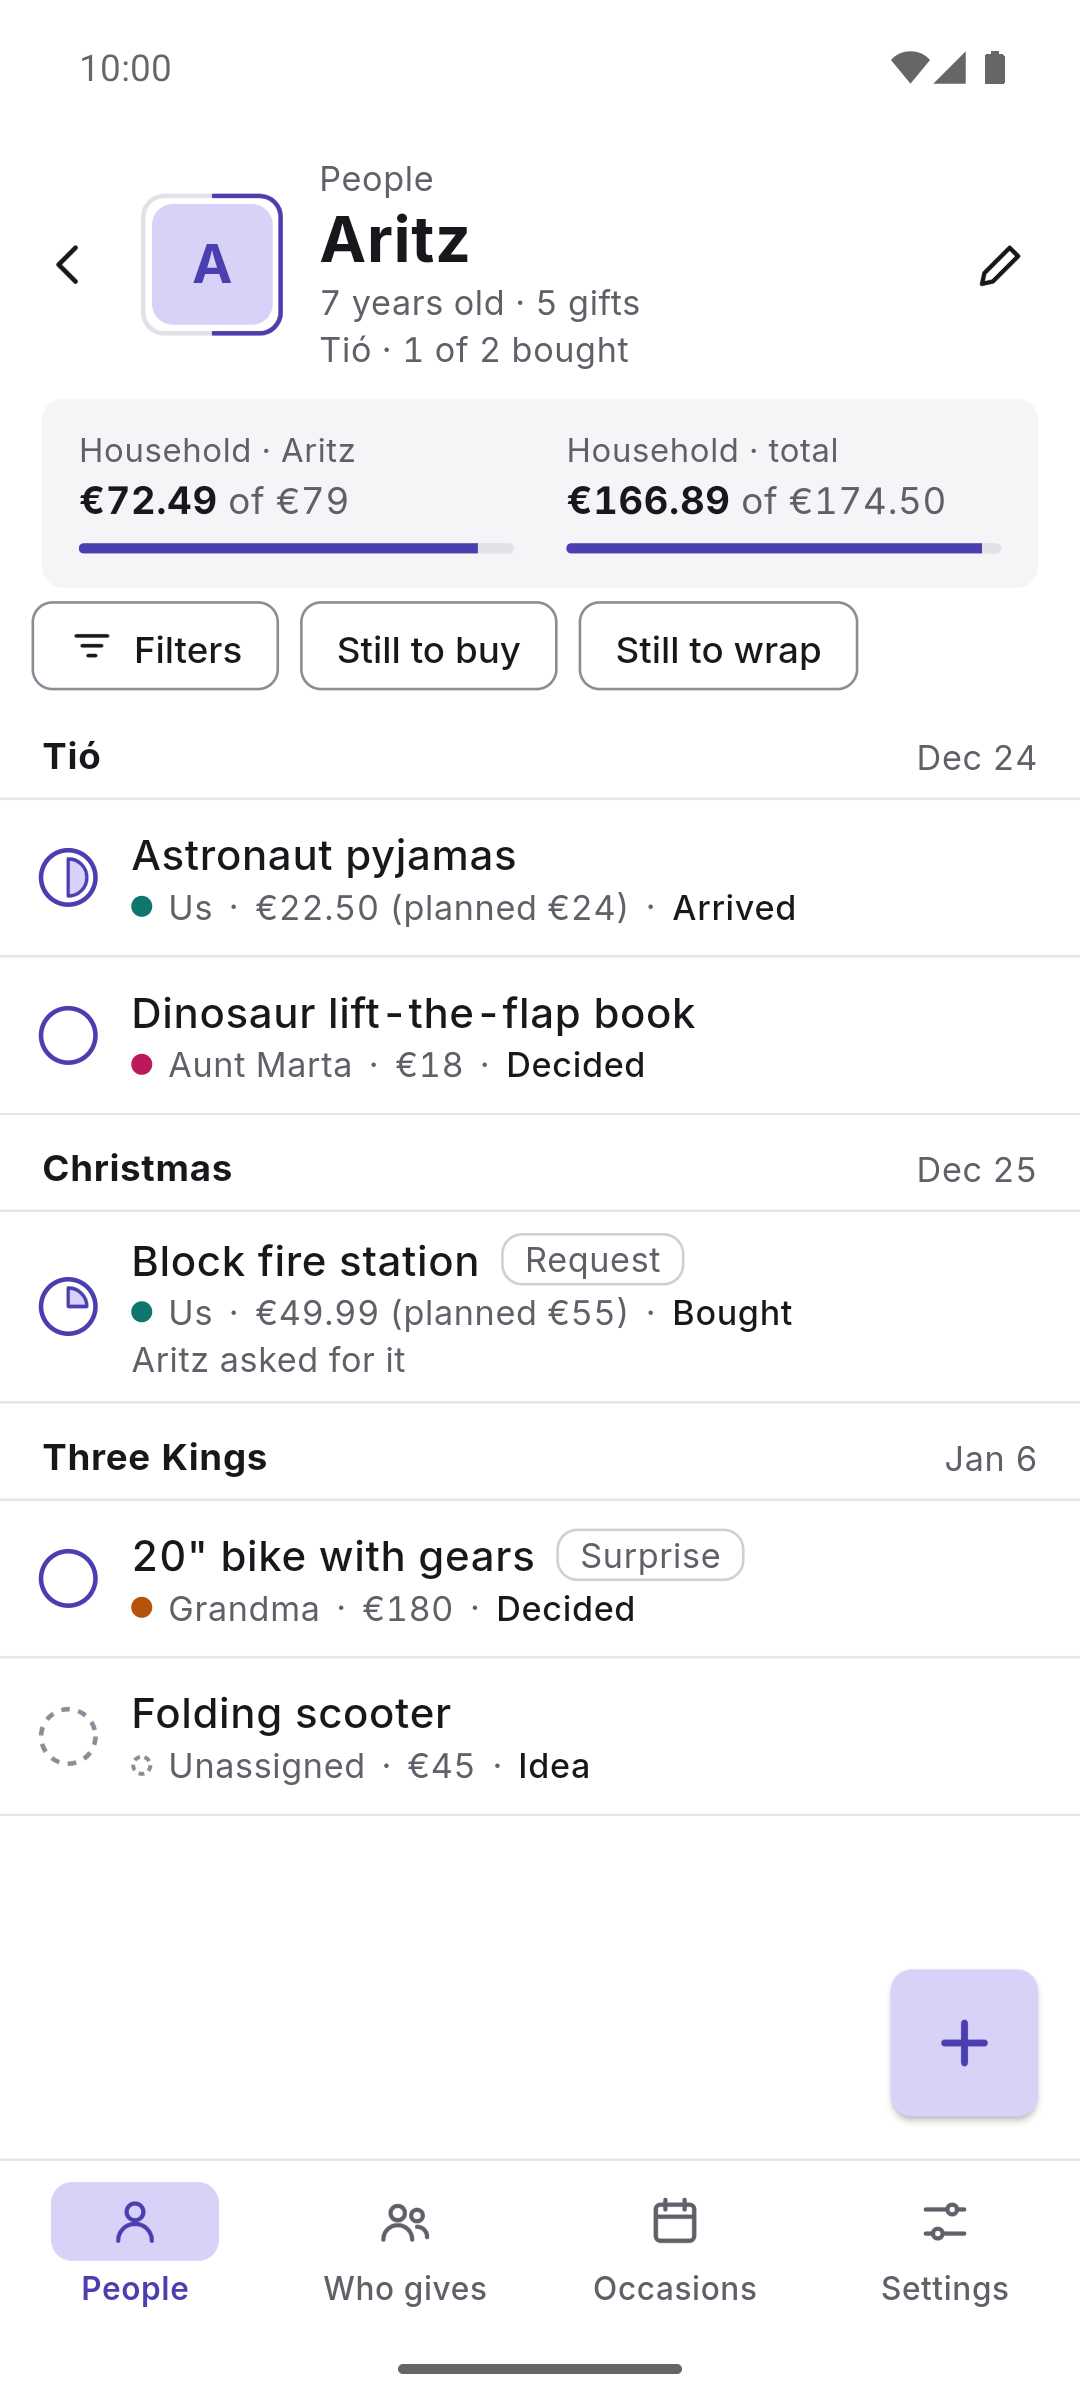 10:00
People
A
Aritz
7 years old · 5 gifts
Tió · 1 of 2 bought
Household · Aritz
€72.49 of €79
Household · total
€166.89 of €174.50
Filters
Still to buy
Still to wrap
Tió
Dec 24
Astronaut pyjamas
Us · €22.50 (planned €24) · Arrived
Dinosaur lift-the-flap book
Aunt Marta · €18 · Decided
Christmas
Dec 25
Block fire station
Request
Us · €49.99 (planned €55) · Bought
Aritz asked for it
Three Kings
Jan 6
20" bike with gears
Surprise
Grandma · €180 · Decided
Folding scooter
Unassigned · €45 · Idea
People
Who gives
Occasions
Settings